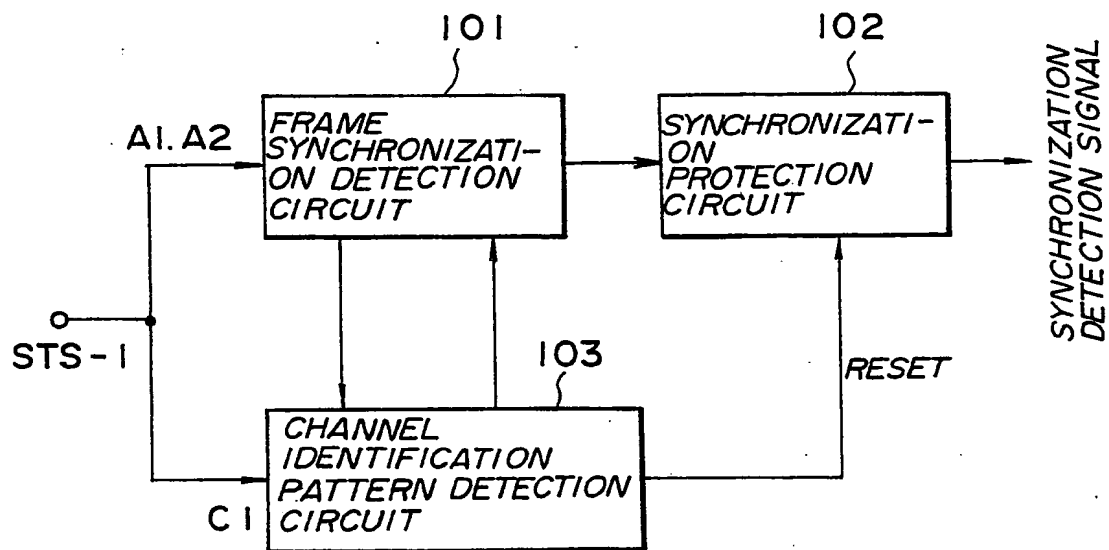 101
102
A1. A2
FRAME
SYNCHRONIZATI-
ON DETECTION
CIRCUIT
SYNCHRONIZATI-
ON
PROTECTION
CIRCUIT
SYNCHRONIZATION
DETECTION SIGNAL
STS-1
103
RESET
CHANNEL
IDENTIFICATION
PATTERN DETECTION
CIRCUIT
C1